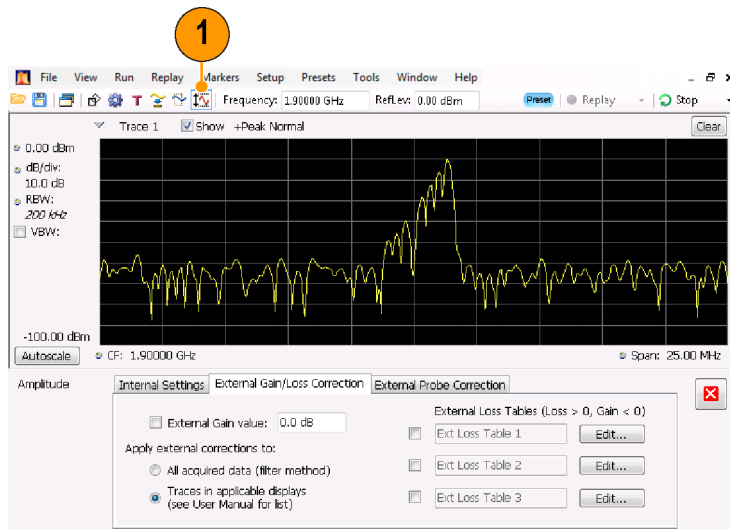 1
File View Run Replay Markers Setup Presets Tools Window Help
T Frequency: 1.90000 GHz RefLev: 0.00 dBm Preset Replay Stop
Trace 1 Show +Peak Normal Clear
0.00 dBm
dB/div:
10.0 dB
RBW:
200 kHz
VBW:
-100.00 dBm
Autoscale CF: 1.90000 GHz Span: 25.00 MHz
Amplitude Internal Settings External Gain/Loss Correction External Probe Correction
External Loss Tables (Loss > 0, Gain < 0)
External Gain value: 0.0 dB Ext Loss Table 1 Edit...
Apply external corrections to:
All acquired data (filter method) Ext Loss Table 2 Edit...
Traces in applicable displays
(see User Manual for list) Ext Loss Table 3 Edit...